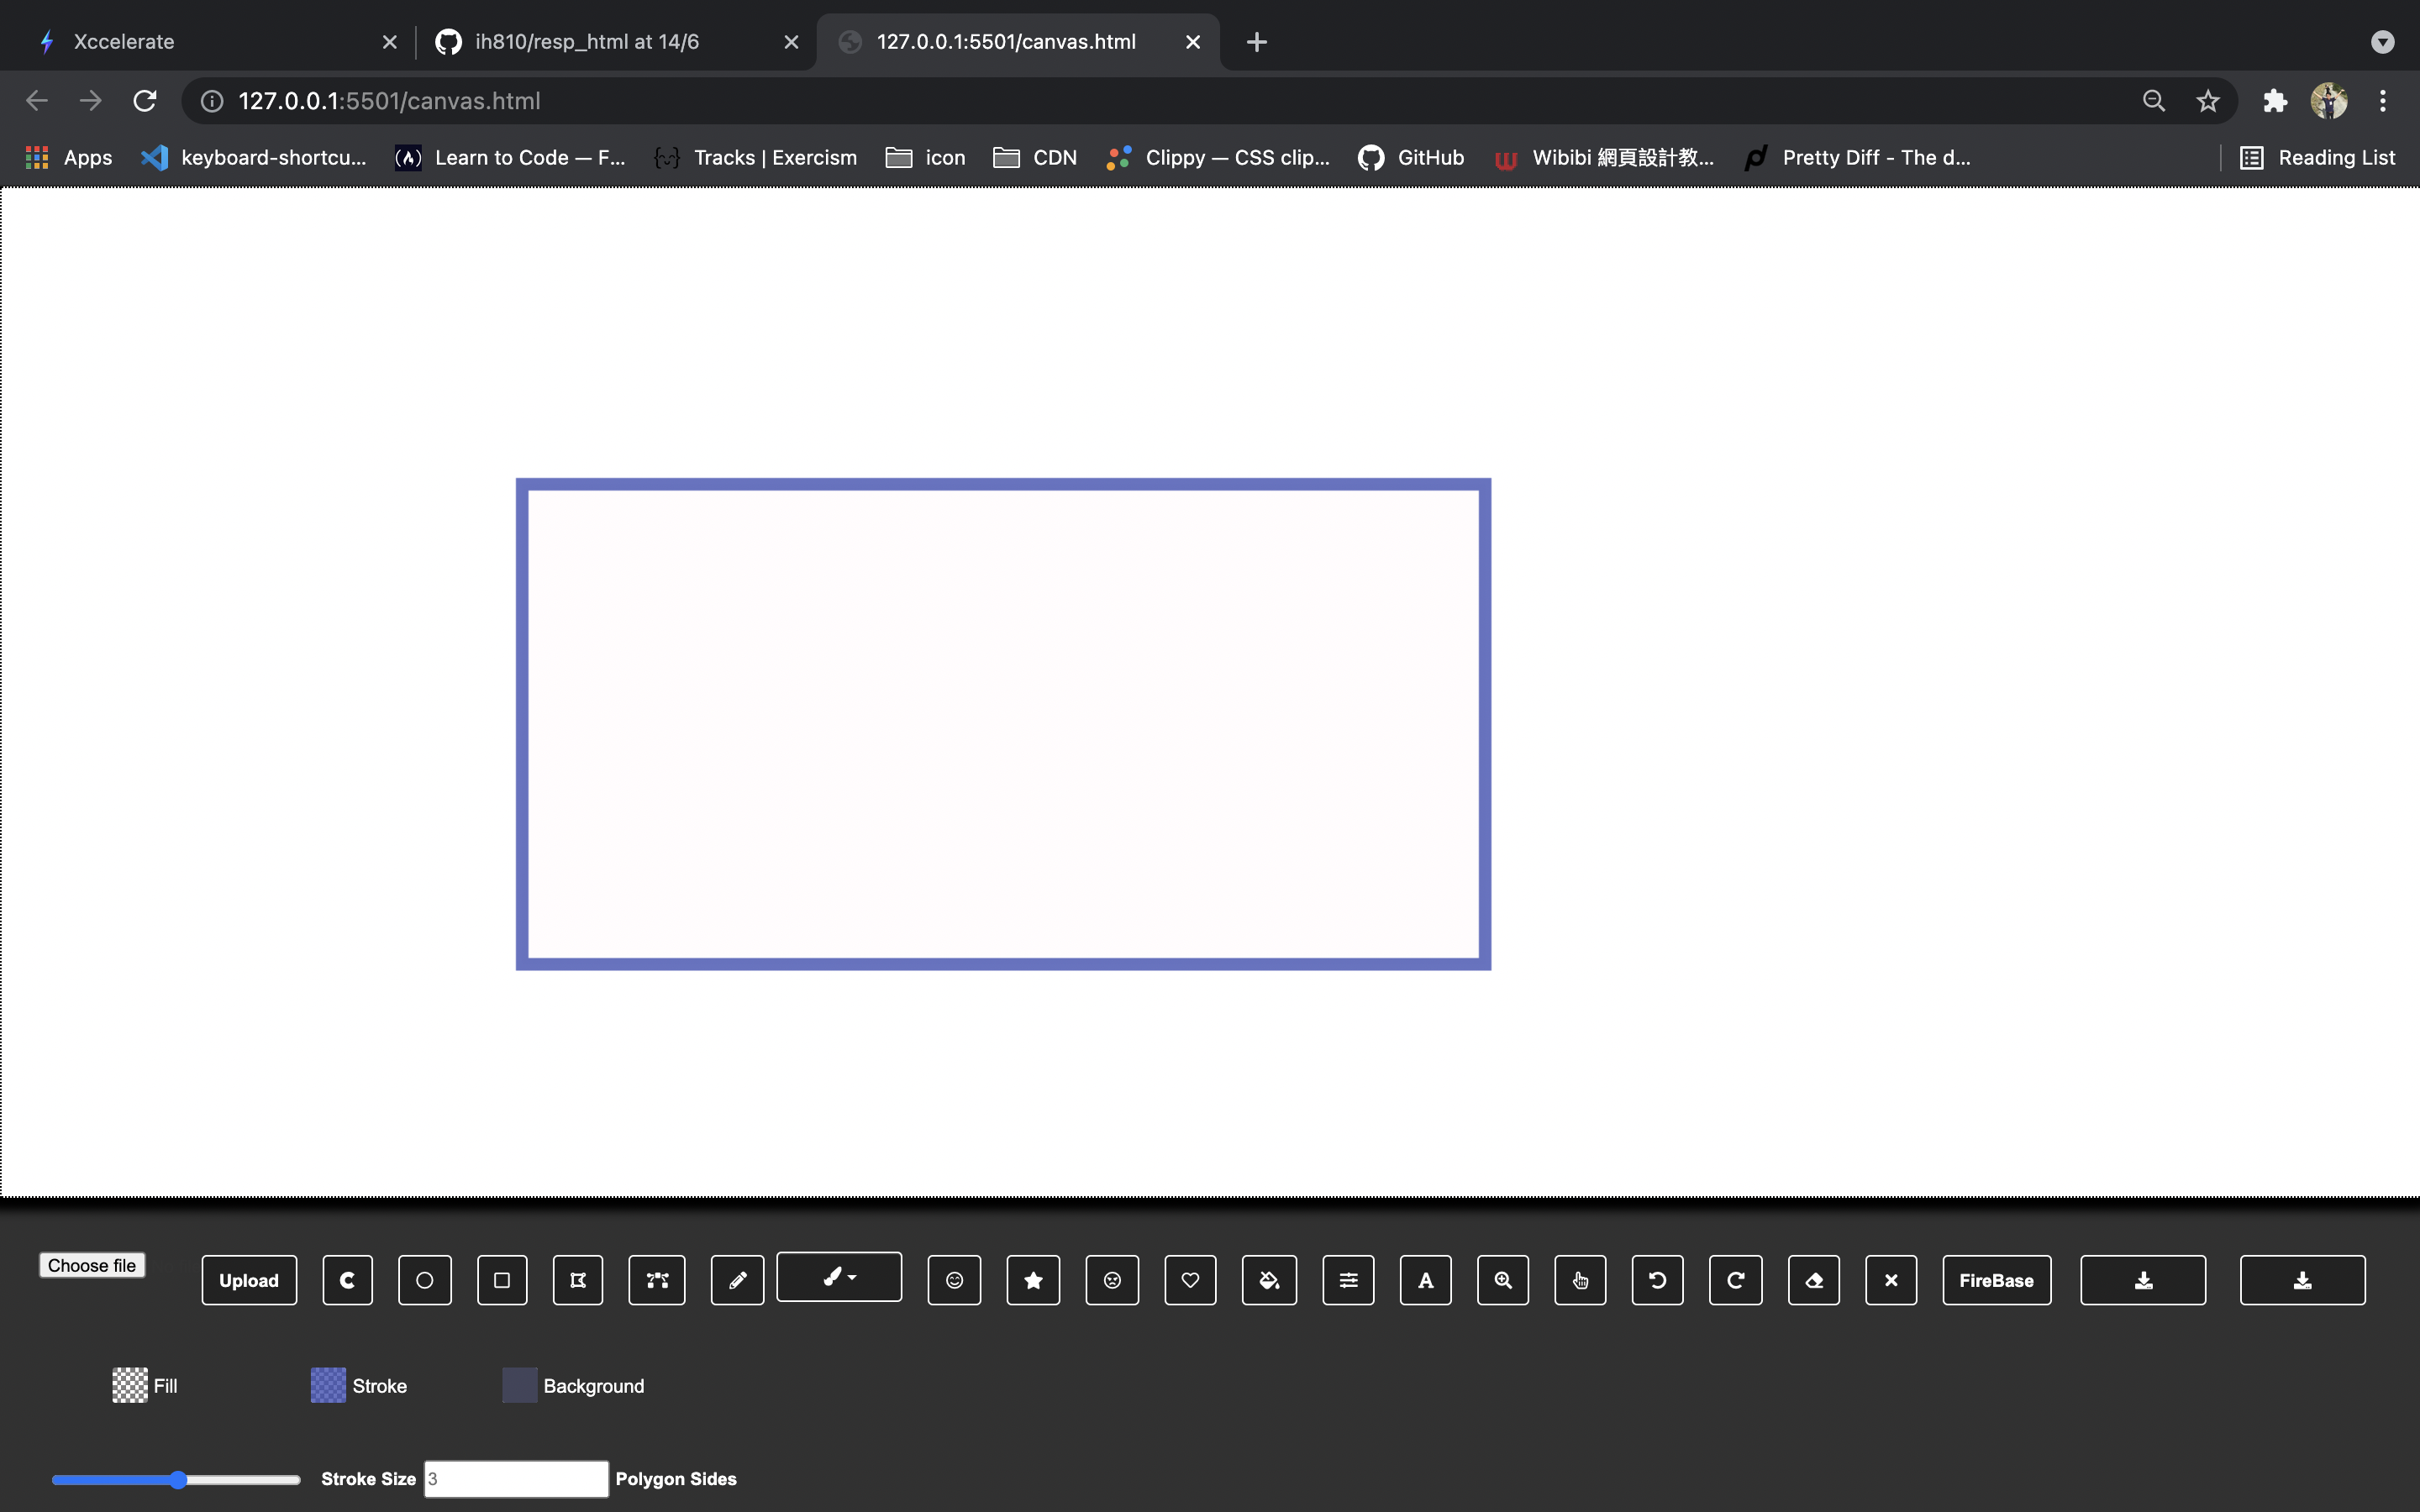 Xccelerate
ih810/resp_html at 14/6
127.0.0.1:5501/canvas.html
127.0.0.1:5501/canvas.html
Apps
keyboard-shortcu...
Learn to Code — F...
Tracks | Exercism
icon
CDN
Clippy — CSS clip...
GitHub
Wibibi 網頁設計教...
Pretty Diff - The d...
Reading List
Choose file
Upload
FireBase
Fill
Stroke
Background
Stroke Size
3
Polygon Sides